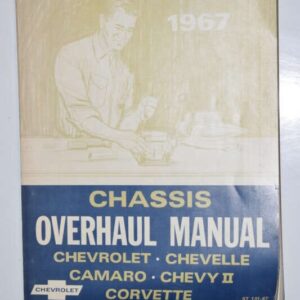 1967
CHASSIS
OVERHAUL MANUAL
CHEVROLET · CHEVELLE
CAMARO · CHEVY II
CHEVROLET
CORVETTE